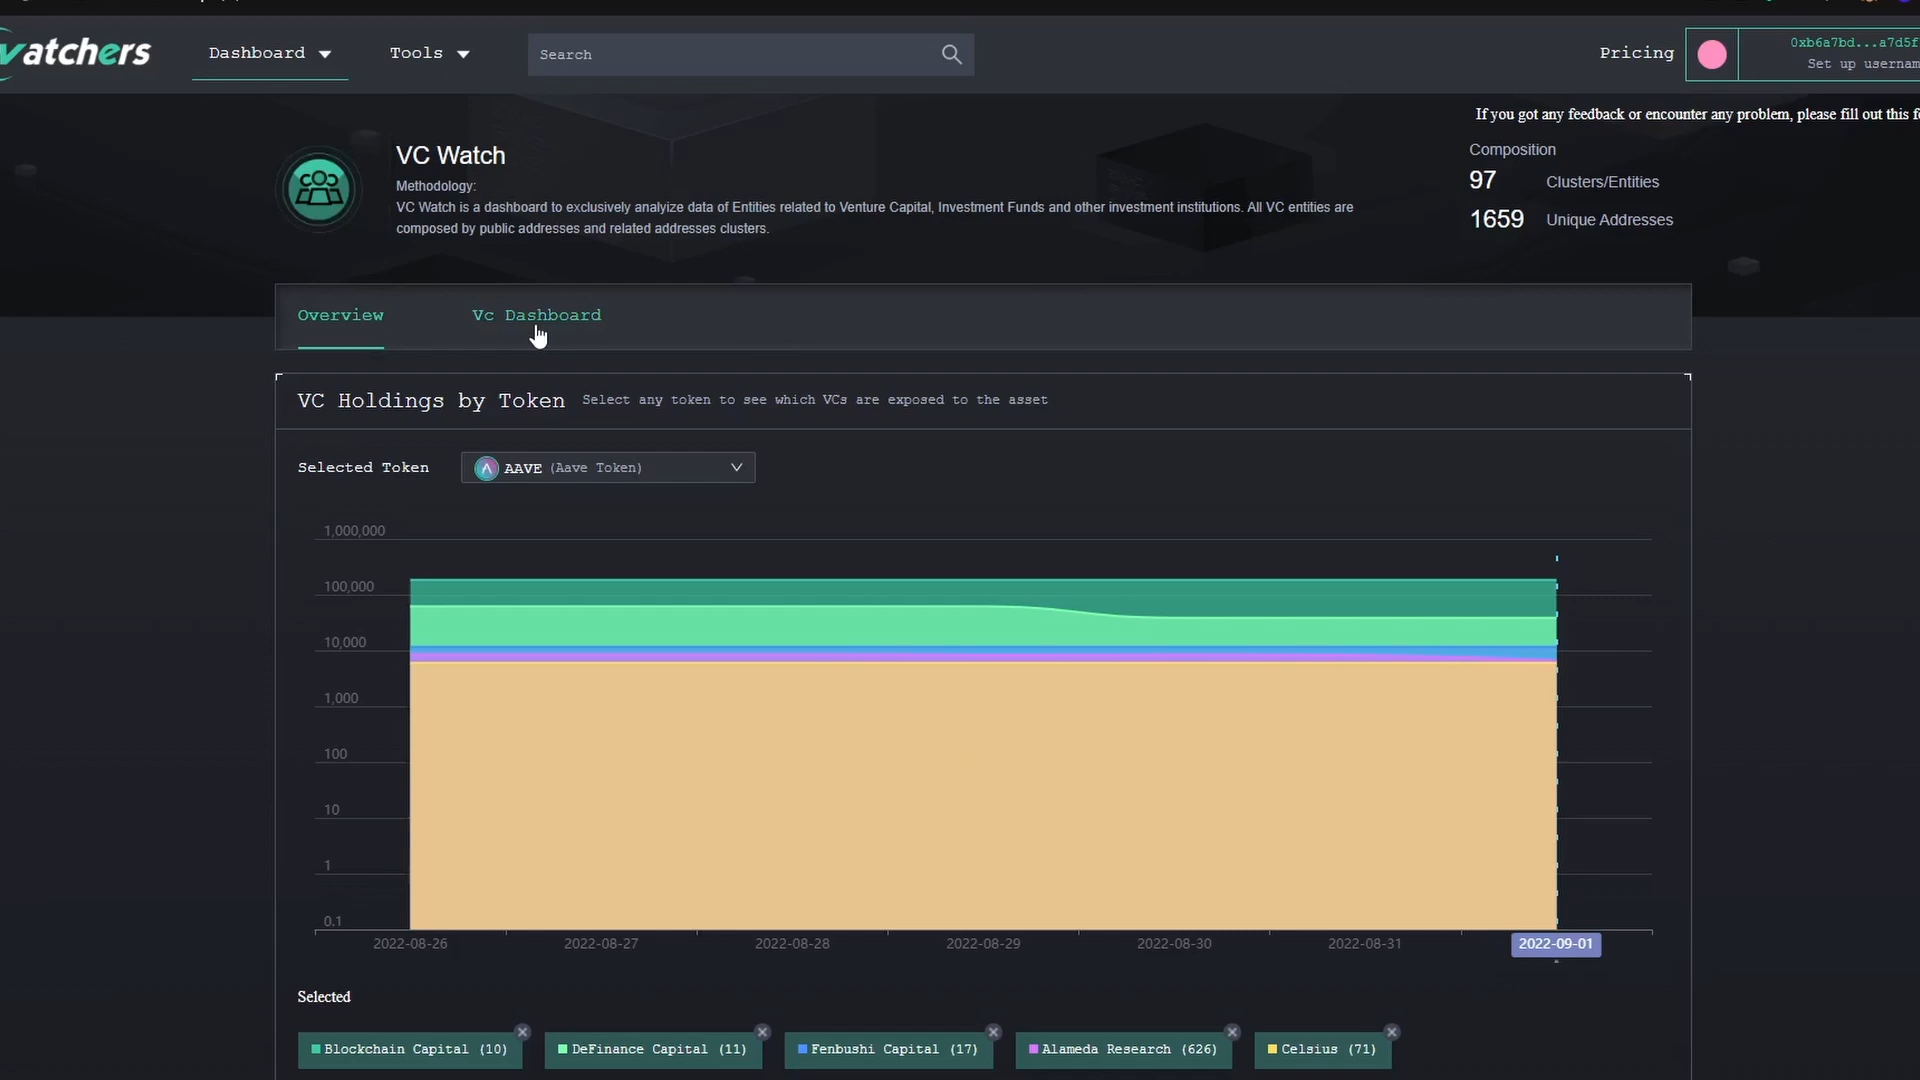 watchers
Dashboard
Tools
Search
Pricing
0xb6a7bd...a7d5f
Set up usernam
If you got any feedback or encounter any problem, please fill out this fo
VC Watch
Methodology:
VC Watch is a dashboard to exclusively analyize data of Entities related to Venture Capital, Investment Funds and other investment institutions. All VC entities are
composed by public addresses and related addresses clusters.
Composition
97 Clusters/Entities
1659 Unique Addresses
Overview
Vc Dashboard
VC Holdings by Token Select any token to see which VCs are exposed to the asset
Selected Token AAVE (Aave Token)
1,000,000
100,000
10,000
1,000
100
10
1
0.1
2022-08-26 2022-08-27 2022-08-28 2022-08-29 2022-08-30 2022-08-31 2022-09-01
Selected
Blockchain Capital (10) DeFinance Capital (11) Fenbushi Capital (17) Alameda Research (626) Celsius (71)